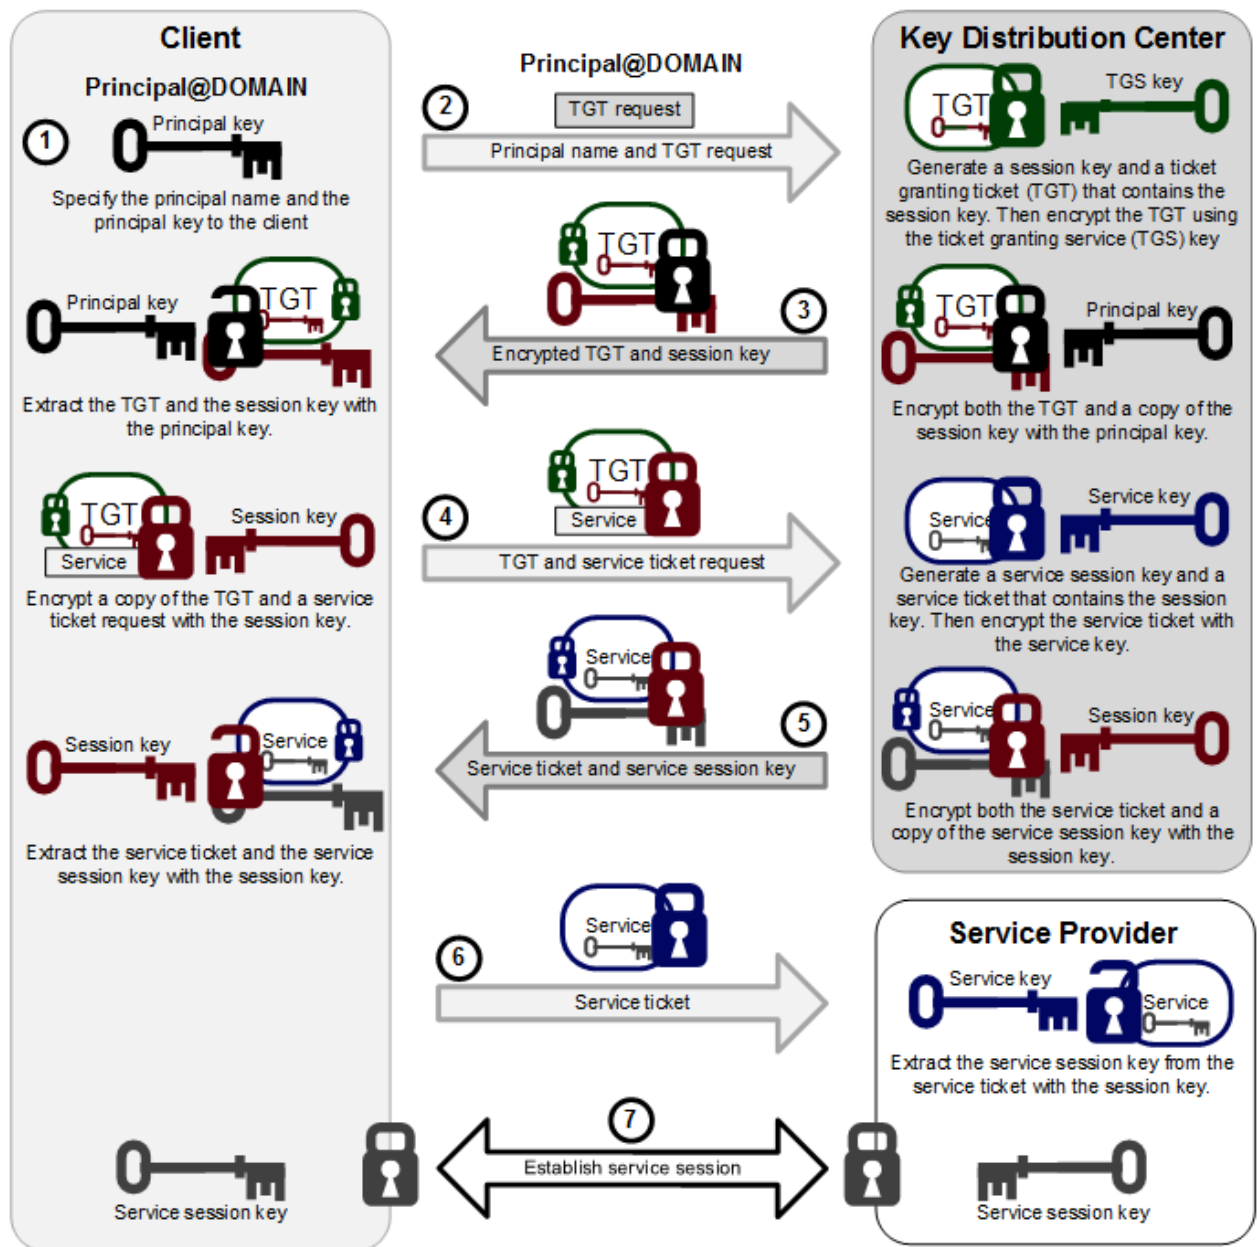 Client
Principal@DOMAIN
1
Principal key
Specify the principal name and the
principal key to the client
Principal key
TGT
Extract the TGT and the session key with
the principal key.
TGT
Session key
Service
Encrypt a copy of the TGT and a service
ticket request with the session key.
Session key
Service
Extract the service ticket and the service
session key with the session key.
Service session key
Principal@DOMAIN
2
TGT request
Principal name and TGT request
TGT
3
Encrypted TGT and session key
TGT
4
Service
TGT and service ticket request
Service
5
Service ticket and service session key
6
Service
Service ticket
7
Establish service session
Key Distribution Center
TGT
TGS key
Generate a session key and a ticket
granting ticket (TGT) that contains the
session key. Then encrypt the TGT using
the ticket granting service (TGS) key
TGT
Principal key
Encrypt both the TGT and a copy of the
session key with the principal key.
Service key
Service
Generate a service session key and a
service ticket that contains the session
key. Then encrypt the service ticket with
the service key.
Service
Session key
Encrypt both the service ticket and a
copy of the service session key with the
session key.
Service Provider
Service key
Service
Extract the service session key from the
service ticket with the session key.
Service session key